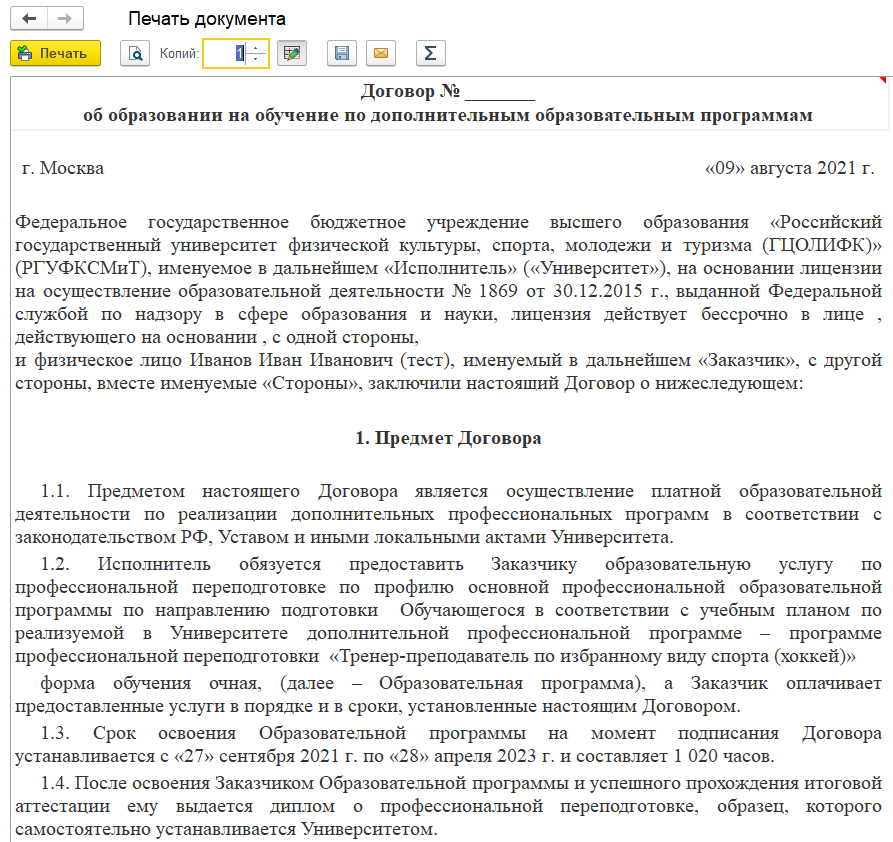 Печать документа
Печать Копий: 1 Σ
Договор № _______
об образовании на обучение по дополнительным образовательным программам
г. Москва «09» августа 2021 г.
Федеральное государственное бюджетное учреждение высшего образования «Российский
государственный университет физической культуры, спорта, молодежи и туризма (ГЦОЛИФК)»
(РГУФКСМиТ), именуемое в дальнейшем «Исполнитель» («Университет»), на основании лицензии
на осуществление образовательной деятельности № 1869 от 30.12.2015 г., выданной Федеральной
службой по надзору в сфере образования и науки, лицензия действует бессрочно в лице ,
действующего на основании , с одной стороны,
и физическое лицо Иванов Иван Иванович (тест), именуемый в дальнейшем «Заказчик», с другой
стороны, вместе именуемые «Стороны», заключили настоящий Договор о нижеследующем:
1. Предмет Договора
1.1. Предметом настоящего Договора является осуществление платной образовательной
деятельности по реализации дополнительных профессиональных программ в соответствии с
законодательством РФ, Уставом и иными локальными актами Университета.
1.2. Исполнитель обязуется предоставить Заказчику образовательную услугу по
профессиональной переподготовке по профилю основной профессиональной образовательной
программы по направлению подготовки Обучающегося в соответствии с учебным планом по
реализуемой в Университете дополнительной профессиональной программе – программе
профессиональной переподготовки «Тренер-преподаватель по избранному виду спорта (хоккей)»
форма обучения очная, (далее – Образовательная программа), а Заказчик оплачивает
предоставленные услуги в порядке и в сроки, установленные настоящим Договором.
1.3. Срок освоения Образовательной программы на момент подписания Договора
устанавливается с «27» сентября 2021 г. по «28» апреля 2023 г. и составляет 1 020 часов.
1.4. После освоения Заказчиком Образовательной программы и успешного прохождения итоговой
аттестации ему выдается диплом о профессиональной переподготовке, образец, которого
самостоятельно устанавливается Университетом.